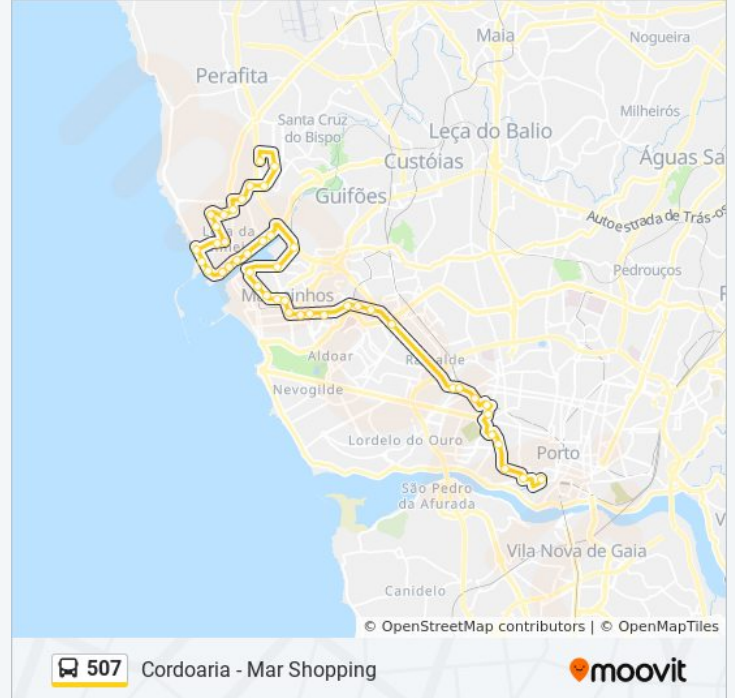 Maia
Nogueira
Perafita
Santa Cruz
do Bispo
Milheirós
Leça do Balio
Custóias
Águas Sa
Guifões
Autoestrada de Trás-os
Pedrouços
Aldoar
Nevogilde
Lordelo do Ouro
Porto
São Pedro
da Afurada
Vila Nova de Gaia
Canidelo
© OpenStreetMap contributors | © OpenMapTiles
507 Cordoaria - Mar Shopping
moovit